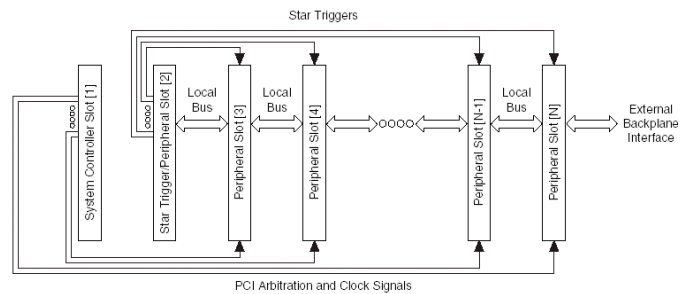 Star Triggers
System Controller Slot [1]
Star Trigger/Peripheral Slot [2]
Local
Bus
Peripheral Slot [3]
Local
Bus
Peripheral Slot [4]
Peripheral Slot [N-1]
Local
Bus
Peripheral Slot [N]
External
Backplane
Interface
PCI Arbitration and Clock Signals